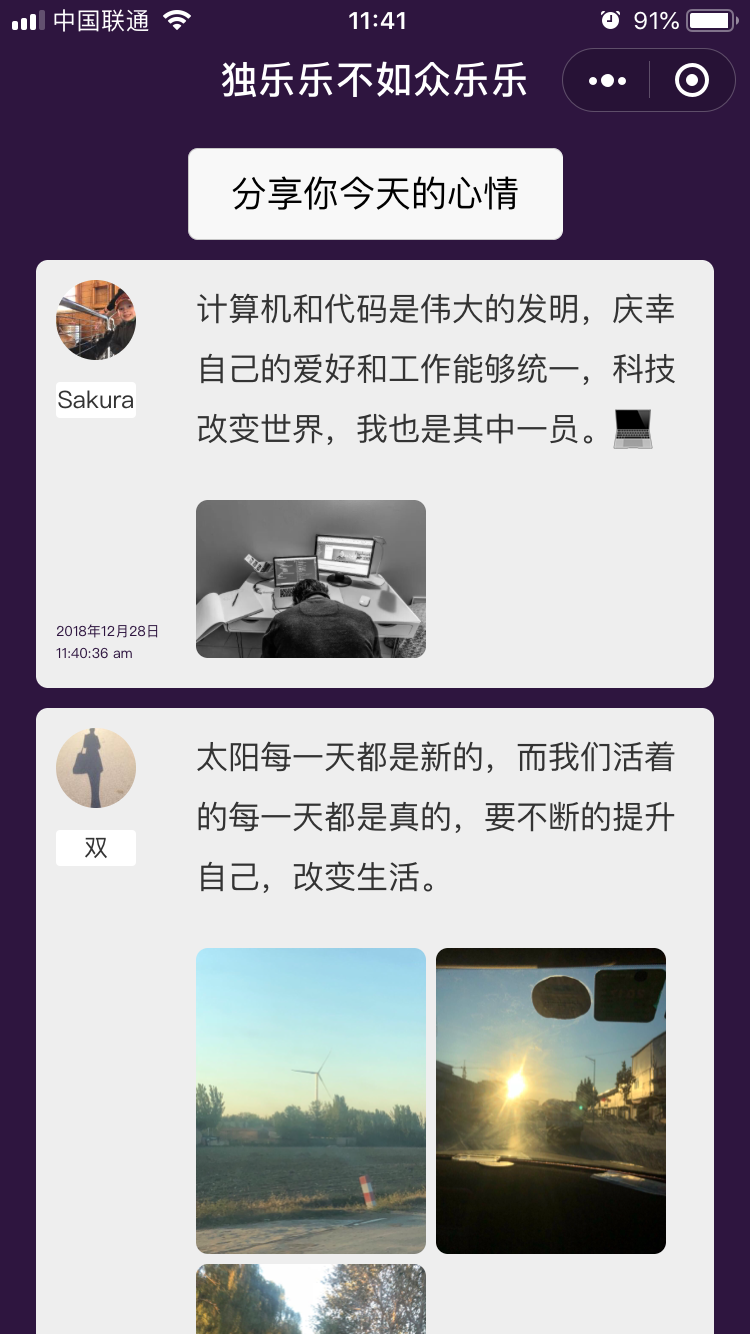 中国联通
11:41
91%
独乐乐不如众乐乐
分享你今天的心情
计算机和代码是伟大的发明，庆幸
自己的爱好和工作能够统一，科技
改变世界，我也是其中一员。
Sakura
2018年12月28日
11:40:36 am
太阳每一天都是新的，而我们活着
的每一天都是真的，要不断的提升
自己，改变生活。
双